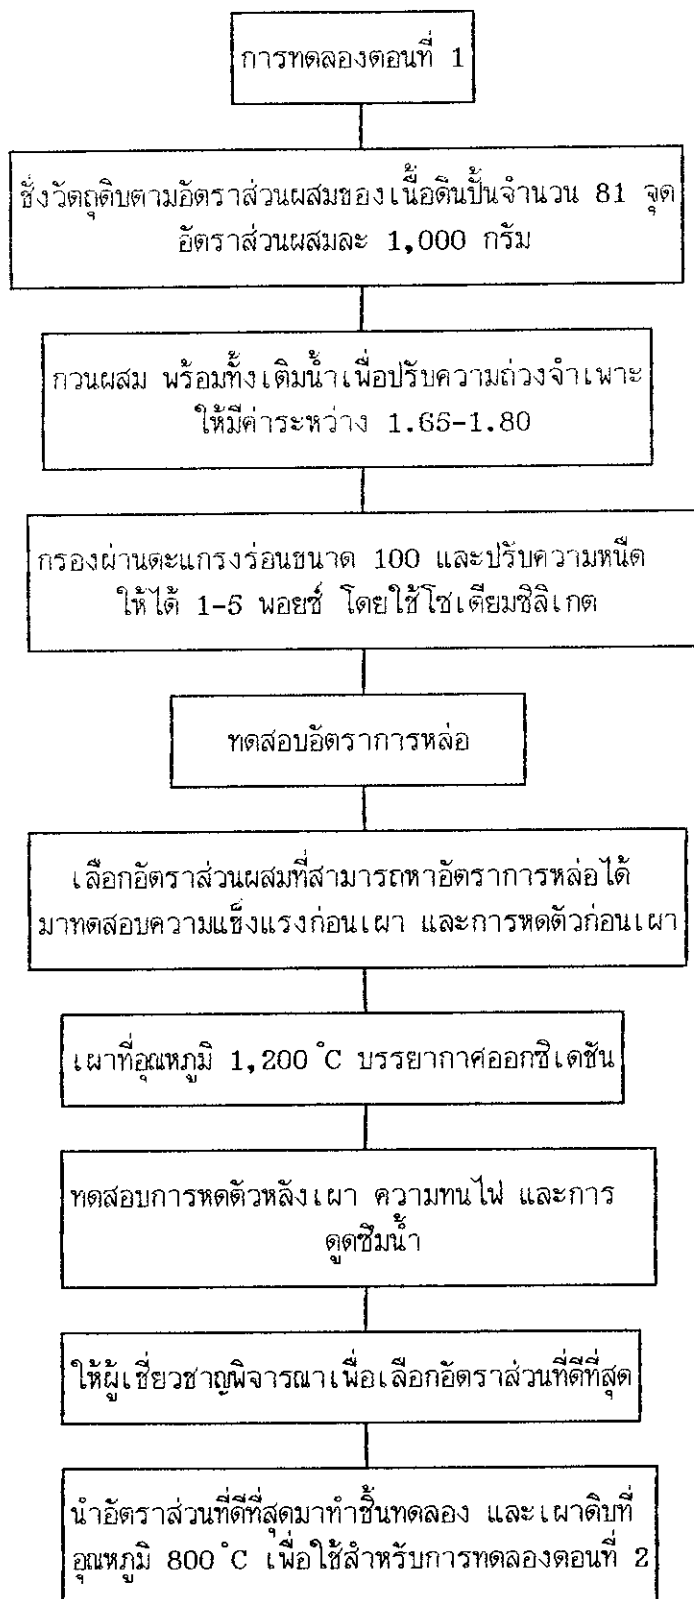 การทดลองตอนที่ 1
ชั่งวัตถุดิบตามอัตราส่วนผสมของเนื้อดินปั้นจำนวน 81 จุด
อัตราส่วนผสมละ 1,000 กรัม
กวนผสม พร้อมทั้งเติมน้ำเพื่อปรับความถ่วงจำเพาะ
ให้มีค่าระหว่าง 1.65-1.80
กรองผ่านตะแกรงร่อนขนาด 100 และปรับความหนืด
ให้ได้ 1-5 พอยซ์ โดยใช้โซเดียมซิลิเกต
ทดสอบอัตราการหล่อ
เลือกอัตราส่วนผสมที่สามารถหาอัตราการหล่อได้
มาทดสอบความแข็งแรงก่อนเผา และการหดตัวก่อนเผา
เผาที่อุณหภูมิ 1,200 °C บรรยากาศออกซิเดชัน
ทดสอบการหดตัวหลังเผา ความทนไฟ และการ
ดูดซึมน้ำ
ให้ผู้เชี่ยวชาญพิจารณาเพื่อเลือกอัตราส่วนที่ดีที่สุด
นำอัตราส่วนที่ดีที่สุดมาทำชิ้นทดลอง และเผาดิบที่
อุณหภูมิ 800 °C เพื่อใช้สำหรับการทดลองตอนที่ 2